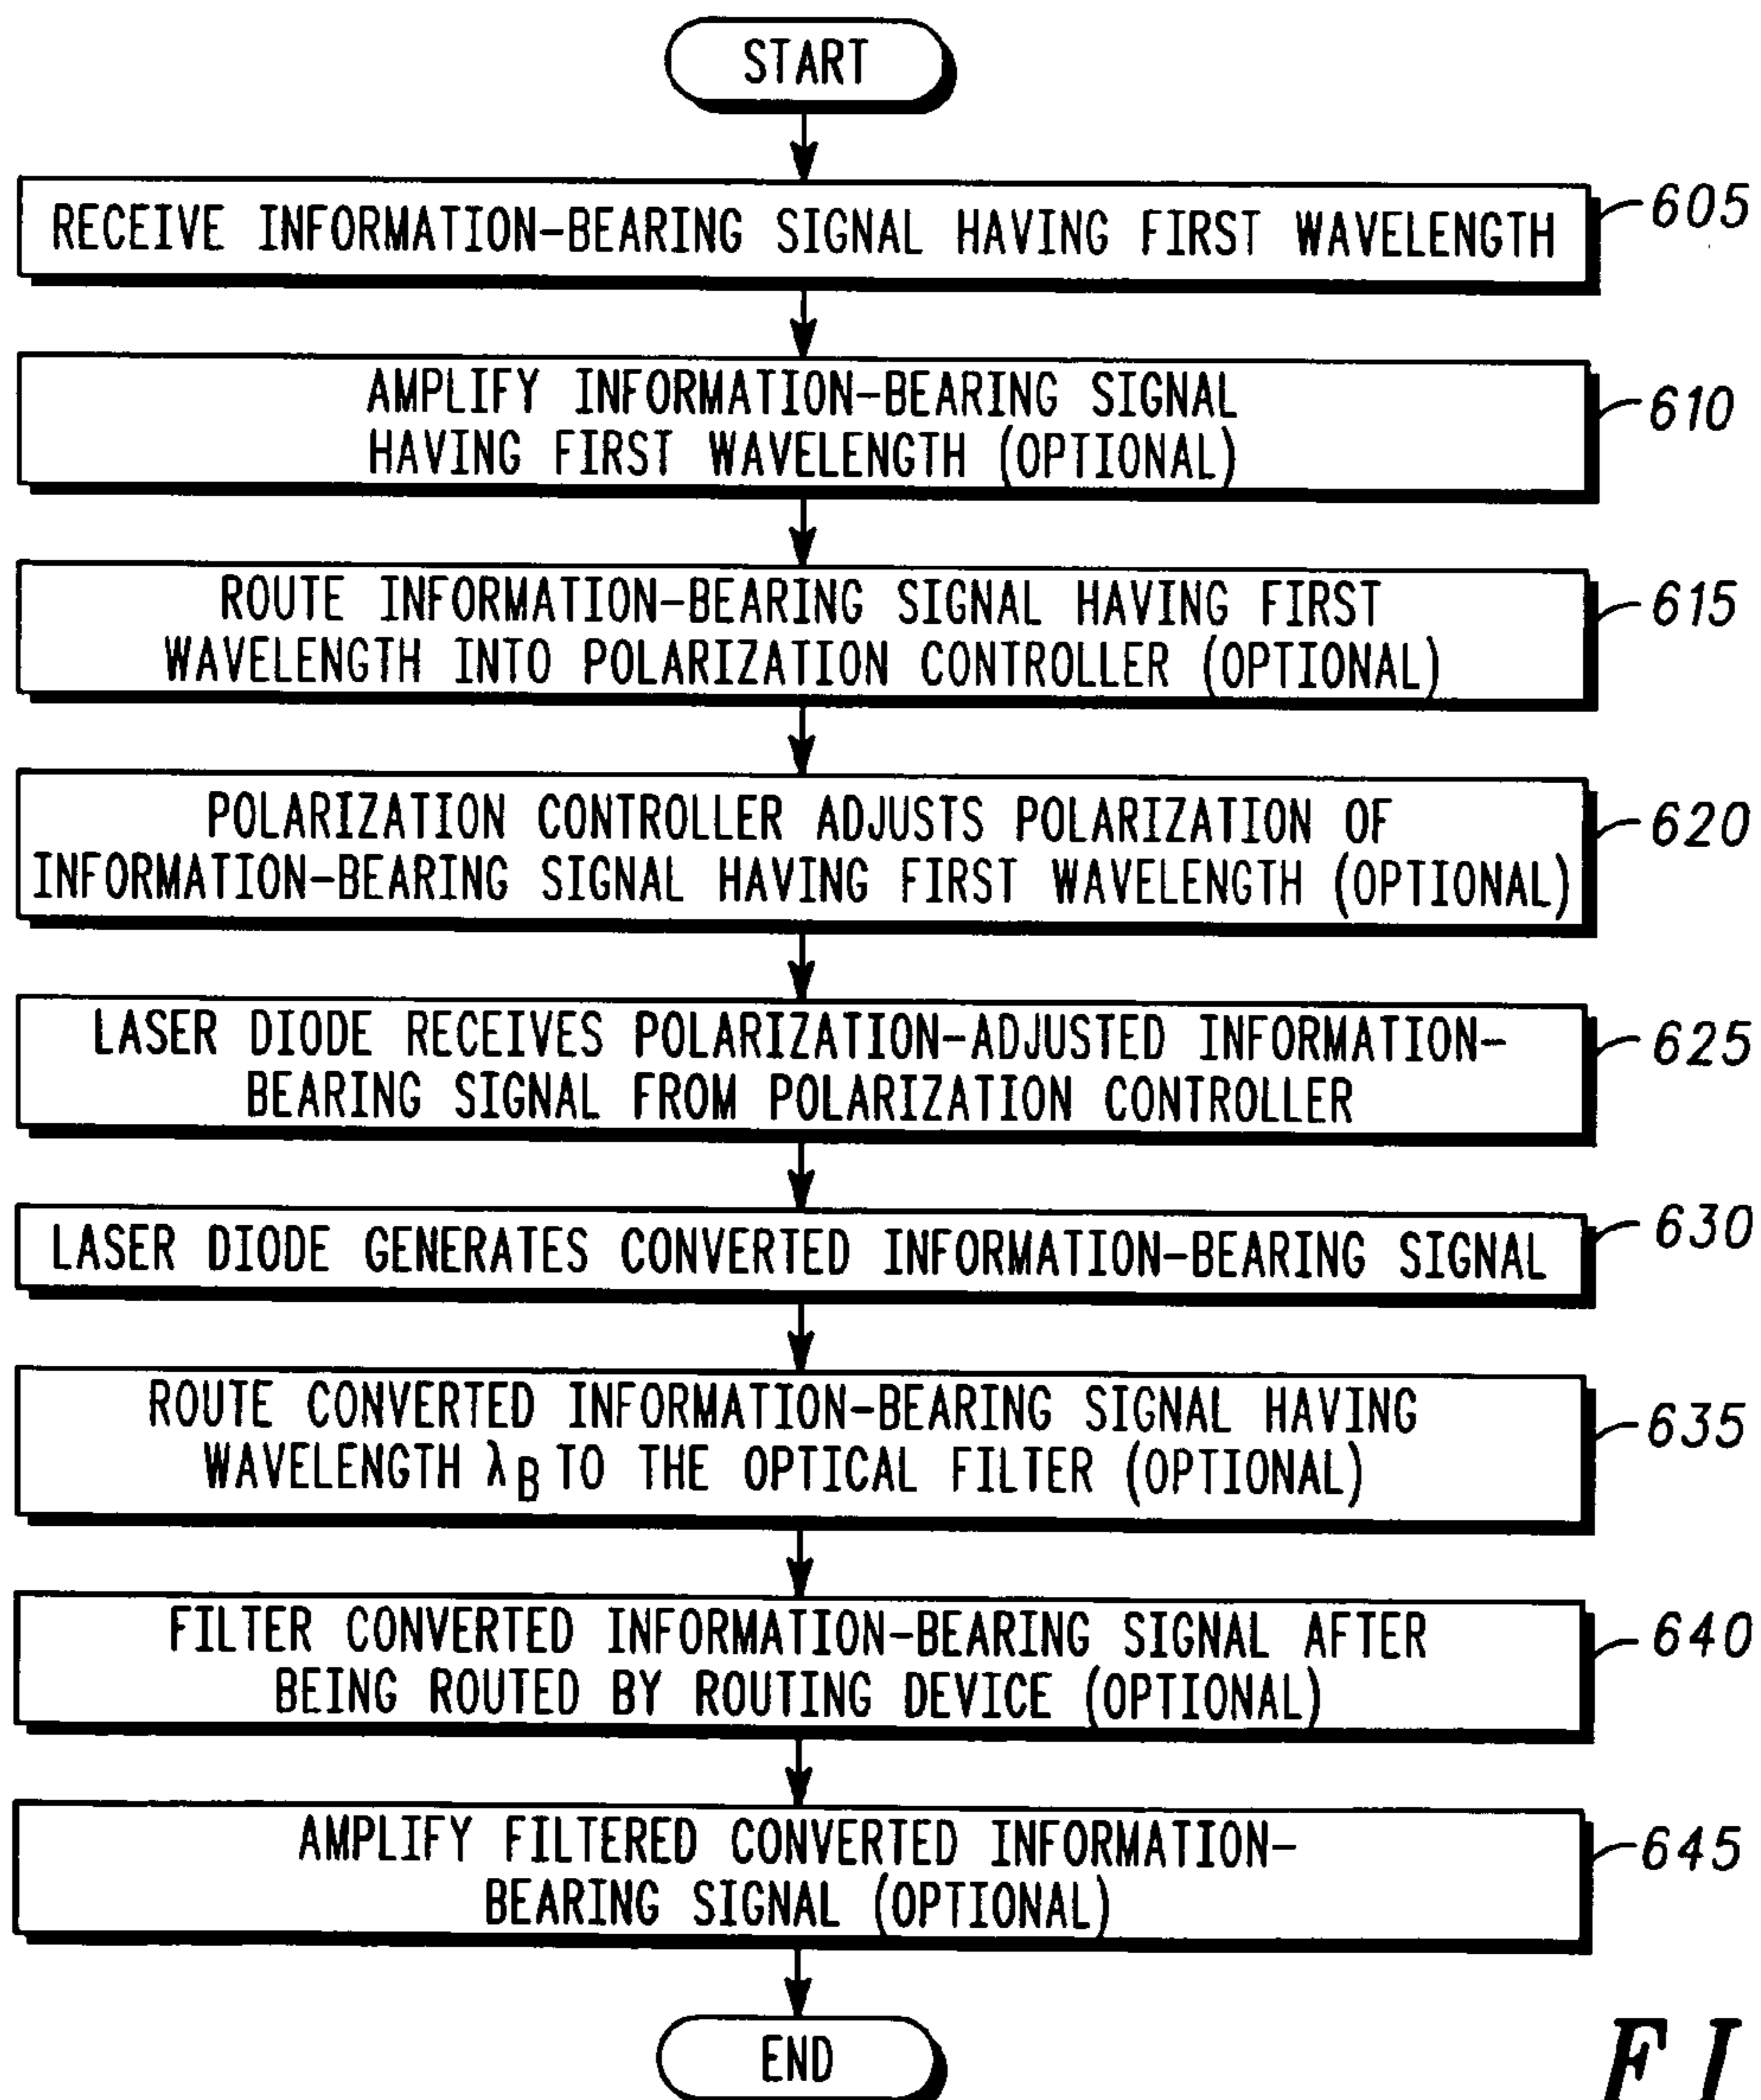 START
RECEIVE INFORMATION-BEARING SIGNAL HAVING FIRST WAVELENGTH
605
AMPLIFY INFORMATION-BEARING SIGNAL
HAVING FIRST WAVELENGTH (OPTIONAL)
610
ROUTE INFORMATION-BEARING SIGNAL HAVING FIRST
WAVELENGTH INTO POLARIZATION CONTROLLER (OPTIONAL)
615
POLARIZATION CONTROLLER ADJUSTS POLARIZATION OF
INFORMATION-BEARING SIGNAL HAVING FIRST WAVELENGTH (OPTIONAL)
620
LASER DIODE RECEIVES POLARIZATION-ADJUSTED INFORMATION-
BEARING SIGNAL FROM POLARIZATION CONTROLLER
625
LASER DIODE GENERATES CONVERTED INFORMATION-BEARING SIGNAL
630
ROUTE CONVERTED INFORMATION-BEARING SIGNAL HAVING
WAVELENGTH λB TO THE OPTICAL FILTER (OPTIONAL)
635
FILTER CONVERTED INFORMATION-BEARING SIGNAL AFTER
BEING ROUTED BY ROUTING DEVICE (OPTIONAL)
640
AMPLIFY FILTERED CONVERTED INFORMATION-
BEARING SIGNAL (OPTIONAL)
645
END